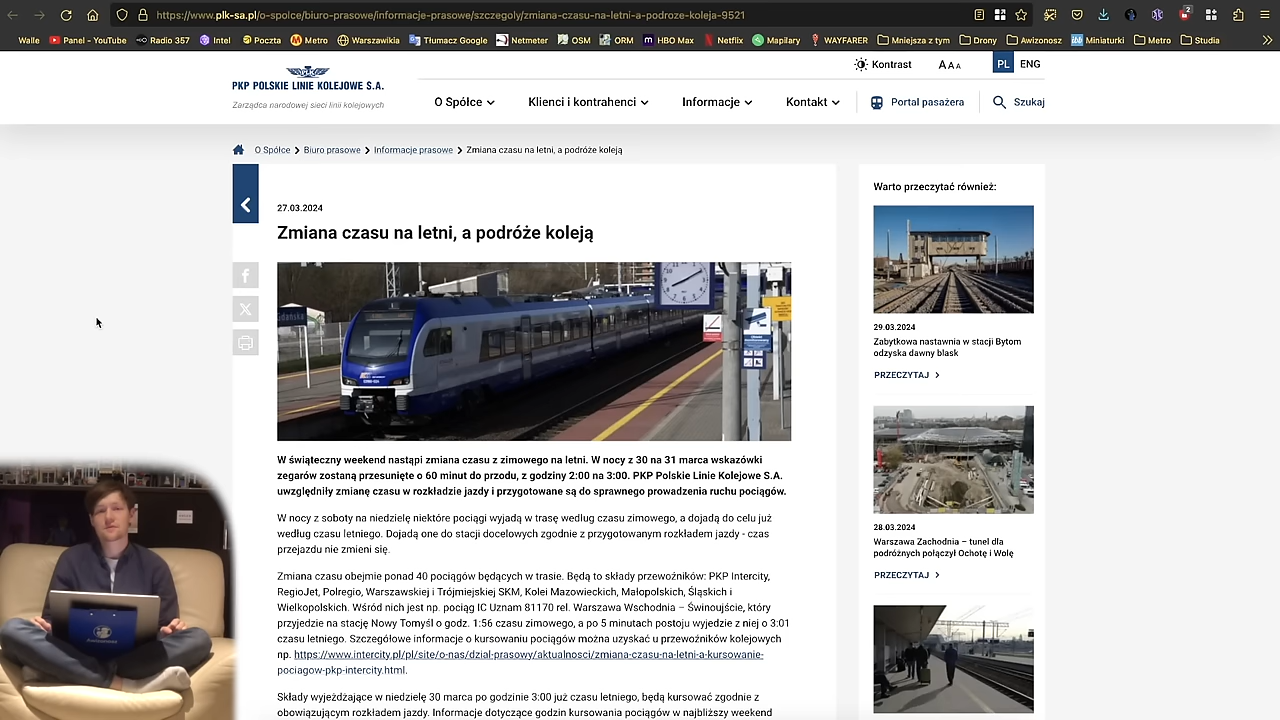 https://www.plk-sa.pl/o-spolce/biuro-prasowe/informacje-prasowe/szczegoly/zmiana-czasu-na-letni-a-podroze-koleja-9521
Walle Panel - YouTube Radio 357 Intel Poczta Metro Warszawikia Tłumacz Google Netmeter OSM ORM HBO Max Netflix Mapilary WAYFARER Mniejsza z tym Drony Awizonosz Miniaturki Metro Studia
Kontrast A A A PL ENG
PKP POLSKIE LINIE KOLEJOWE S.A.
Zarządca narodowej sieci linii kolejowych
O Spółce Klienci i kontrahenci Informacje Kontakt Portal pasażera Szukaj
O Spółce Biuro prasowe Informacje prasowe Zmiana czasu na letni, a podróże koleją
27.03.2024
Zmiana czasu na letni, a podróże koleją
W świąteczny weekend nastąpi zmiana czasu z zimowego na letni. W nocy z 30 na 31 marca wskazówki
zegarów zostaną przesunięte o 60 minut do przodu, z godziny 2:00 na 3:00. PKP Polskie Linie Kolejowe S.A.
uwzględniły zmianę czasu w rozkładzie jazdy i przygotowane są do sprawnego prowadzenia ruchu pociągów.
W nocy z soboty na niedzielę niektóre pociągi wyjadą w trasę według czasu zimowego, a dojadą do celu już
według czasu letniego. Dojadą one do stacji docelowych zgodnie z przygotowanym rozkładem jazdy - czas
przejazdu nie zmieni się.
Zmiana czasu obejmie ponad 40 pociągów będących w trasie. Będą to składy przewoźników: PKP Intercity,
RegioJet, Polregio, Warszawskiej i Trójmiejskiej SKM, Kolei Mazowieckich, Małopolskich, Śląskich i
Wielkopolskich. Wśród nich jest np. pociąg IC Uznam 81170 rel. Warszawa Wschodnia – Świnoujście, który
przyjedzie na stację Nowy Tomyśl o godz. 1:56 czasu zimowego, a po 5 minutach postoju wyjedzie z niej o 3:01
czasu letniego. Szczegółowe informacje o kursowaniu pociągów można uzyskać u przewoźników kolejowych
np. https://www.intercity.pl/pl/site/o-nas/dzial-prasowy/aktualnosci/zmiana-czasu-na-letni-a-kursowanie-
pociagow-pkp-intercity.html.
Składy wyjeżdżające w niedzielę 30 marca po godzinie 3:00 już czasu letniego, będą kursować zgodnie z
obowiązującym rozkładem jazdy. Informacje dotyczące godzin kursowania pociągów w najbliższy weekend
Warto przeczytać również:
29.03.2024
Zabytkowa nastawnia w stacji Bytom
odzyska dawny blask
PRZECZYTAJ
28.03.2024
Warszawa Zachodnia – tunel dla
podróżnych połączył Ochotę i Wolę
PRZECZYTAJ